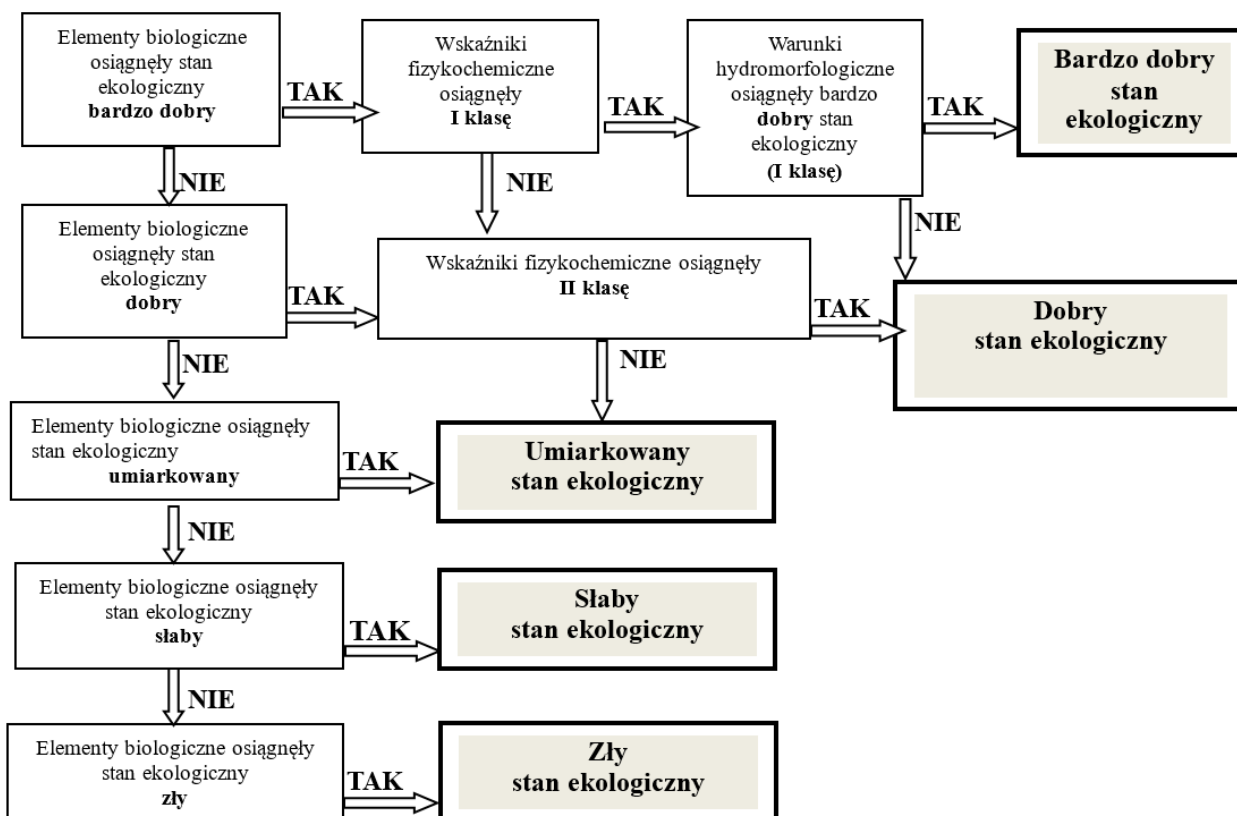 Elementy biologiczne
osiągnęły stan
ekologiczny
bardzo dobry
TAK
Wskaźniki
fizykochemiczne
osiągnęły
I klasę
TAK
Warunki
hydromorfologiczne
osiągnęły bardzo
dobry stan
ekologiczny
(I klasę)
TAK
Bardzo dobry
stan
ekologiczny
NIE
NIE
NIE
Elementy biologiczne
osiągnęły stan
ekologiczny
dobry
TAK
Wskaźniki fizykochemiczne osiągnęły
II klasę
TAK
Dobry
stan ekologiczny
NIE
NIE
Elementy biologiczne osiągnęły
stan ekologiczny
umiarkowany
TAK
Umiarkowany
stan ekologiczny
NIE
Elementy biologiczne osiągnęły
stan ekologiczny
słaby
TAK
Słaby
stan ekologiczny
NIE
Elementy biologiczne osiągnęły
stan ekologiczny
zły
TAK
Zły
stan ekologiczny